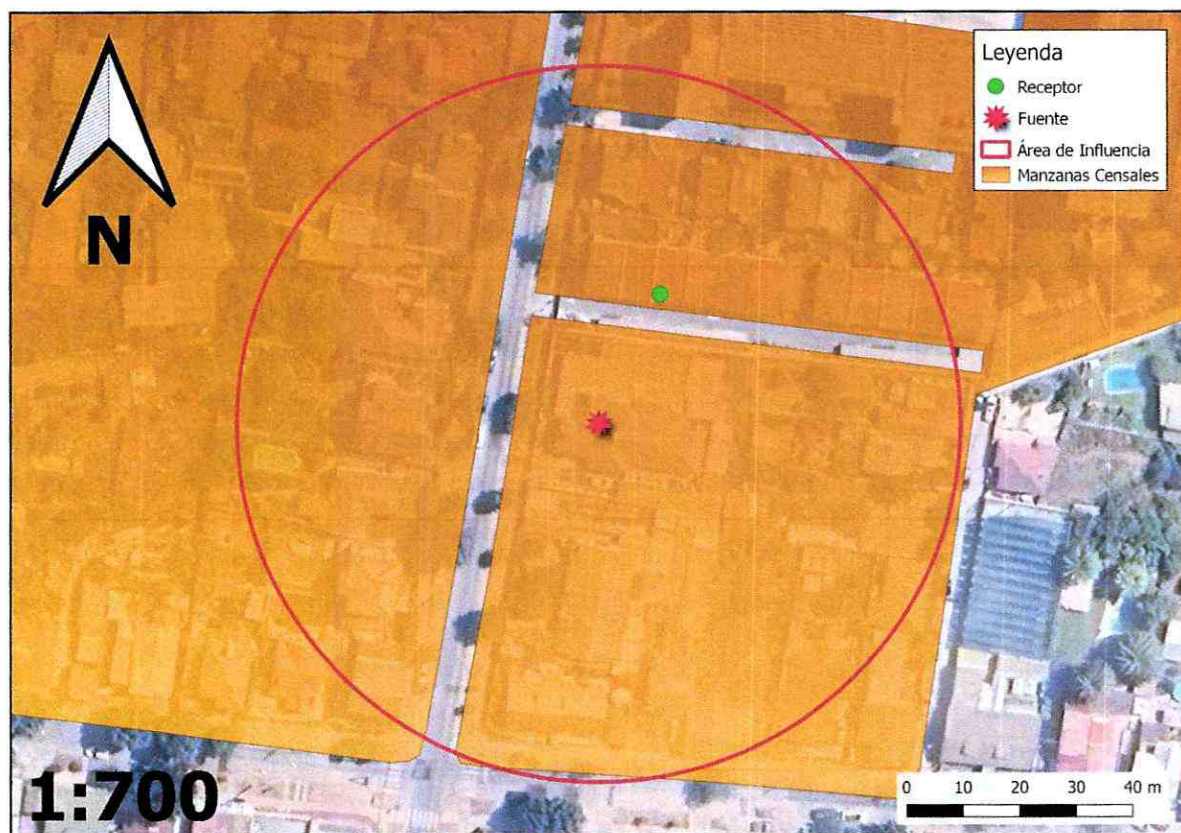 N
Leyenda
Receptor
Fuente
Área de Influencia
Manzanas Censales
1:700
0 10 20 30 40 m